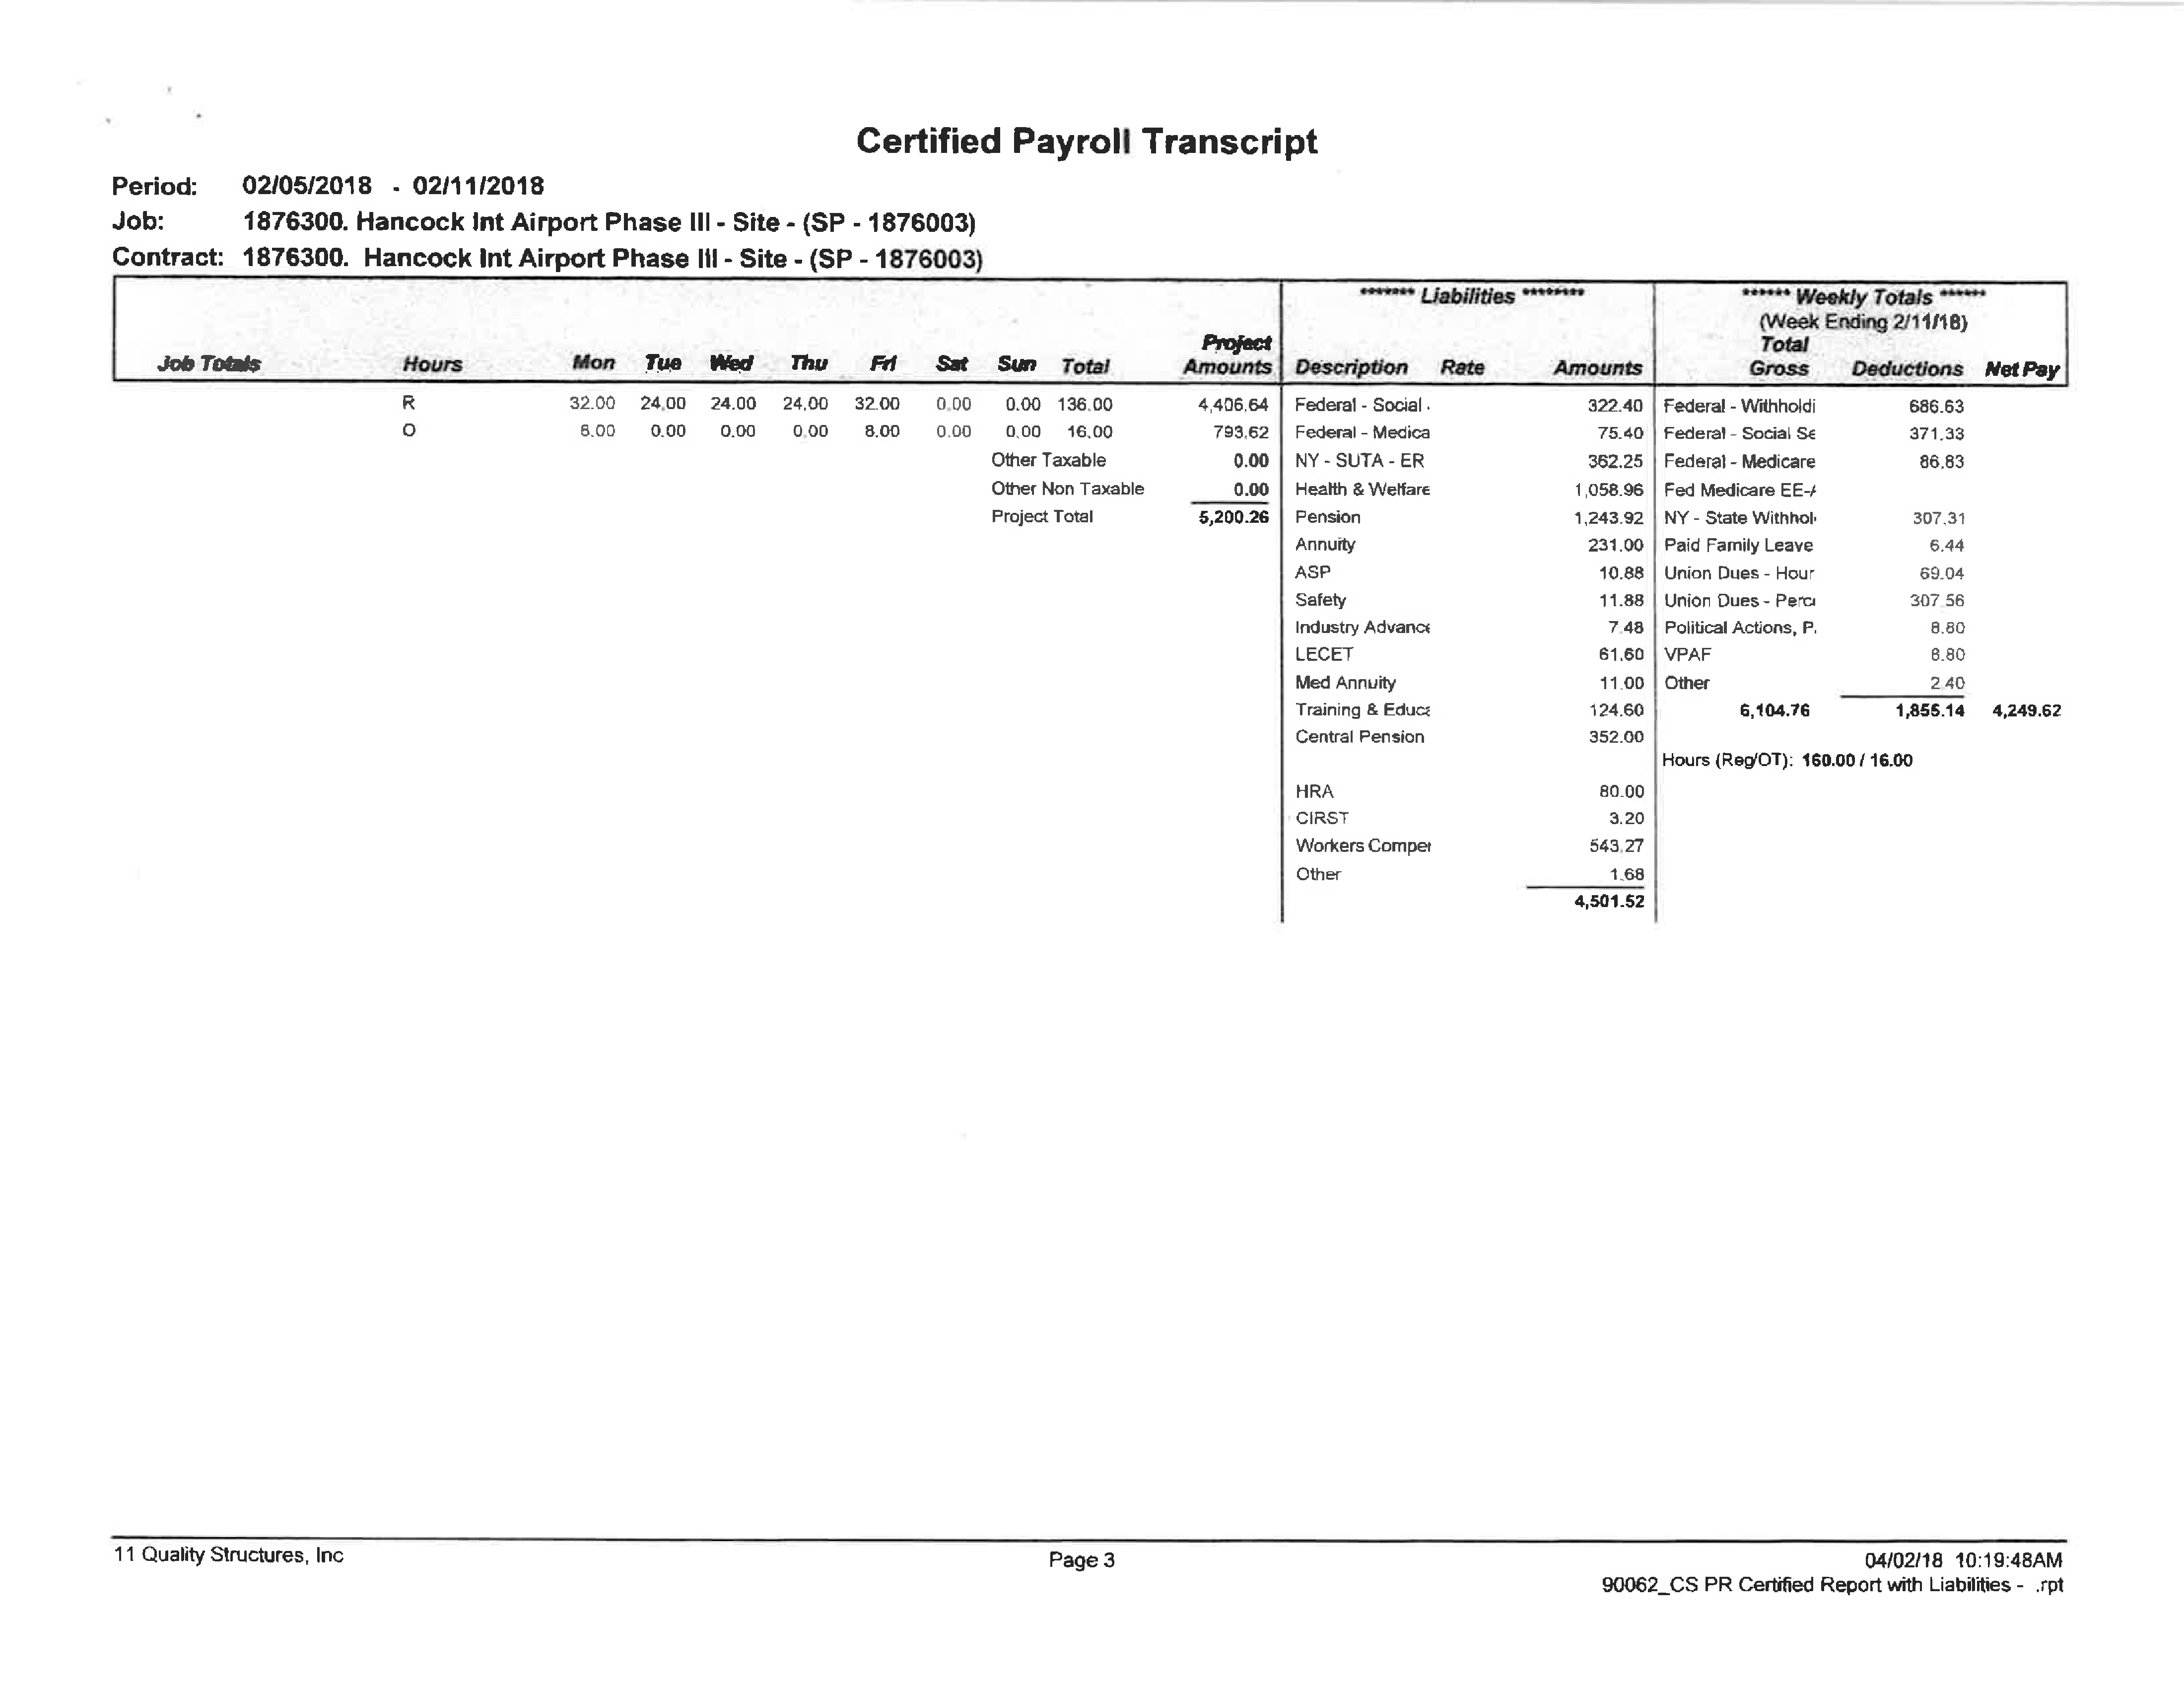 Certified Payroll Transcript
Period: 02/05/2018 - 02/11/2018
Job: 1876300. Hancock Int Airport Phase III - Site - (SP - 1876003)
Contract: 1876300. Hancock Int Airport Phase III - Site - (SP - 1876003)
******* Liabilities ******** ****** Weekly Totals ******
(Week Ending 2/11/18)
Project Total
Job Totals Hours Mon Tue Wed Thu Fri Sat Sun Total Amounts Description Rate Amounts Gross Deductions Net Pay
R 32.00 24.00 24.00 24.00 32.00 0.00 0.00 136.00 4,406.64 Federal - Social . 322.40 Federal - Withholdi 686.63
O 8.00 0.00 0.00 0.00 8.00 0.00 0.00 16.00 793.62 Federal - Medica 75.40 Federal - Social Se 371.33
Other Taxable 0.00 NY - SUTA - ER 362.25 Federal - Medicare 86.83
Other Non Taxable 0.00 Health & Welfare 1,058.96 Fed Medicare EE-A
Project Total 5,200.26 Pension 1,243.92 NY - State Withhol 307.31
Annuity 231.00 Paid Family Leave 6.44
ASP 10.88 Union Dues - Hour 69.04
Safety 11.88 Union Dues - Perc 307.56
Industry Advance 7.48 Political Actions, P. 8.80
LECET 61.60 VPAF 8.80
Med Annuity 11.00 Other 2.40
Training & Educa 124.60 6,104.76 1,855.14 4,249.62
Central Pension 352.00
Hours (Reg/OT): 160.00 / 16.00
HRA 80.00
CIRST 3.20
Workers Comper 543.27
Other 1.68
4,501.52
11 Quality Structures, Inc Page 3 04/02/18 10:19:48AM
90062_CS PR Certified Report with Liabilities - .rpt